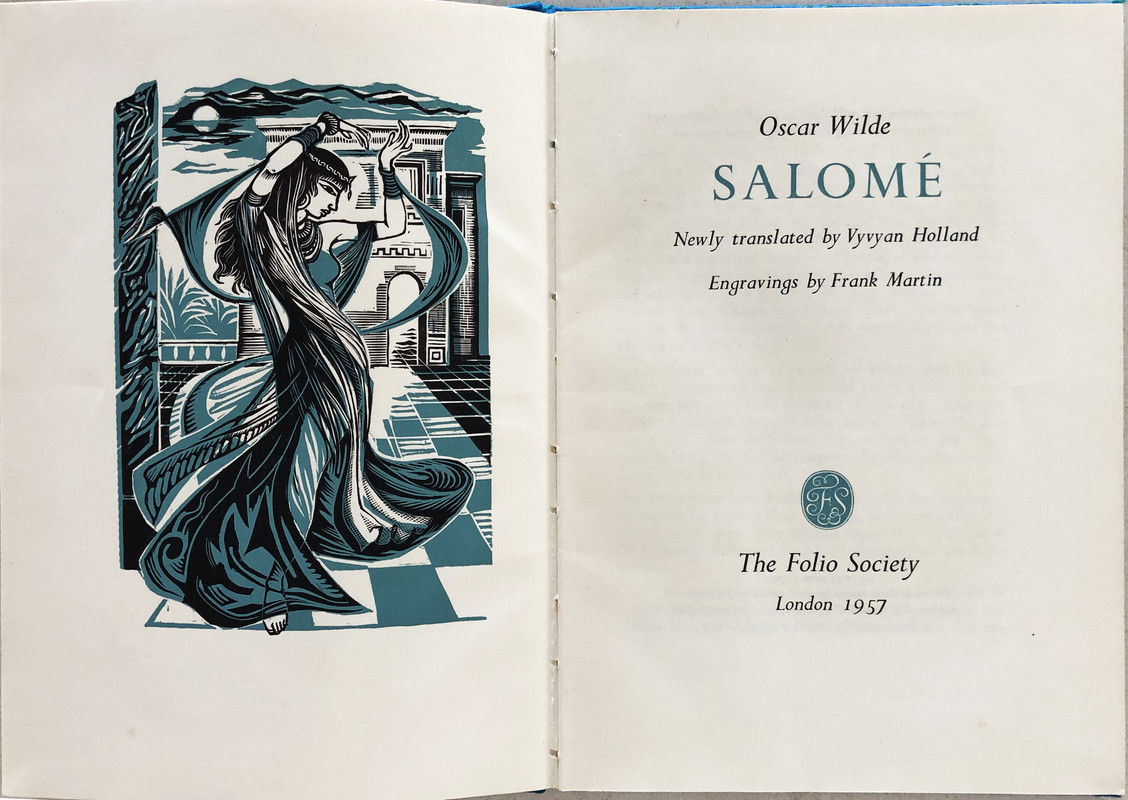 Oscar Wilde
SALOMÉ
Newly translated by Vyvyan Holland
Engravings by Frank Martin
FS
The Folio Society
London 1957